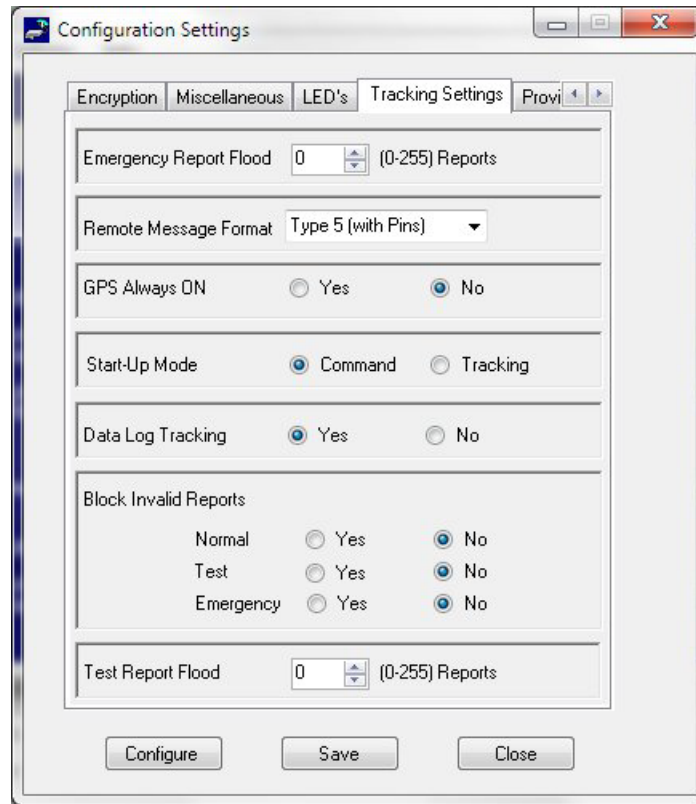 Configuration Settings
Encryption Miscellaneous LED's Tracking Settings Provi
Emergency Report Flood 0 (0-255) Reports
Remote Message Format Type 5 (with Pins)
GPS Always ON Yes No
Start-Up Mode Command Tracking
Data Log Tracking Yes No
Block Invalid Reports
Normal Yes No
Test Yes No
Emergency Yes No
Test Report Flood 0 (0-255) Reports
Configure Save Close